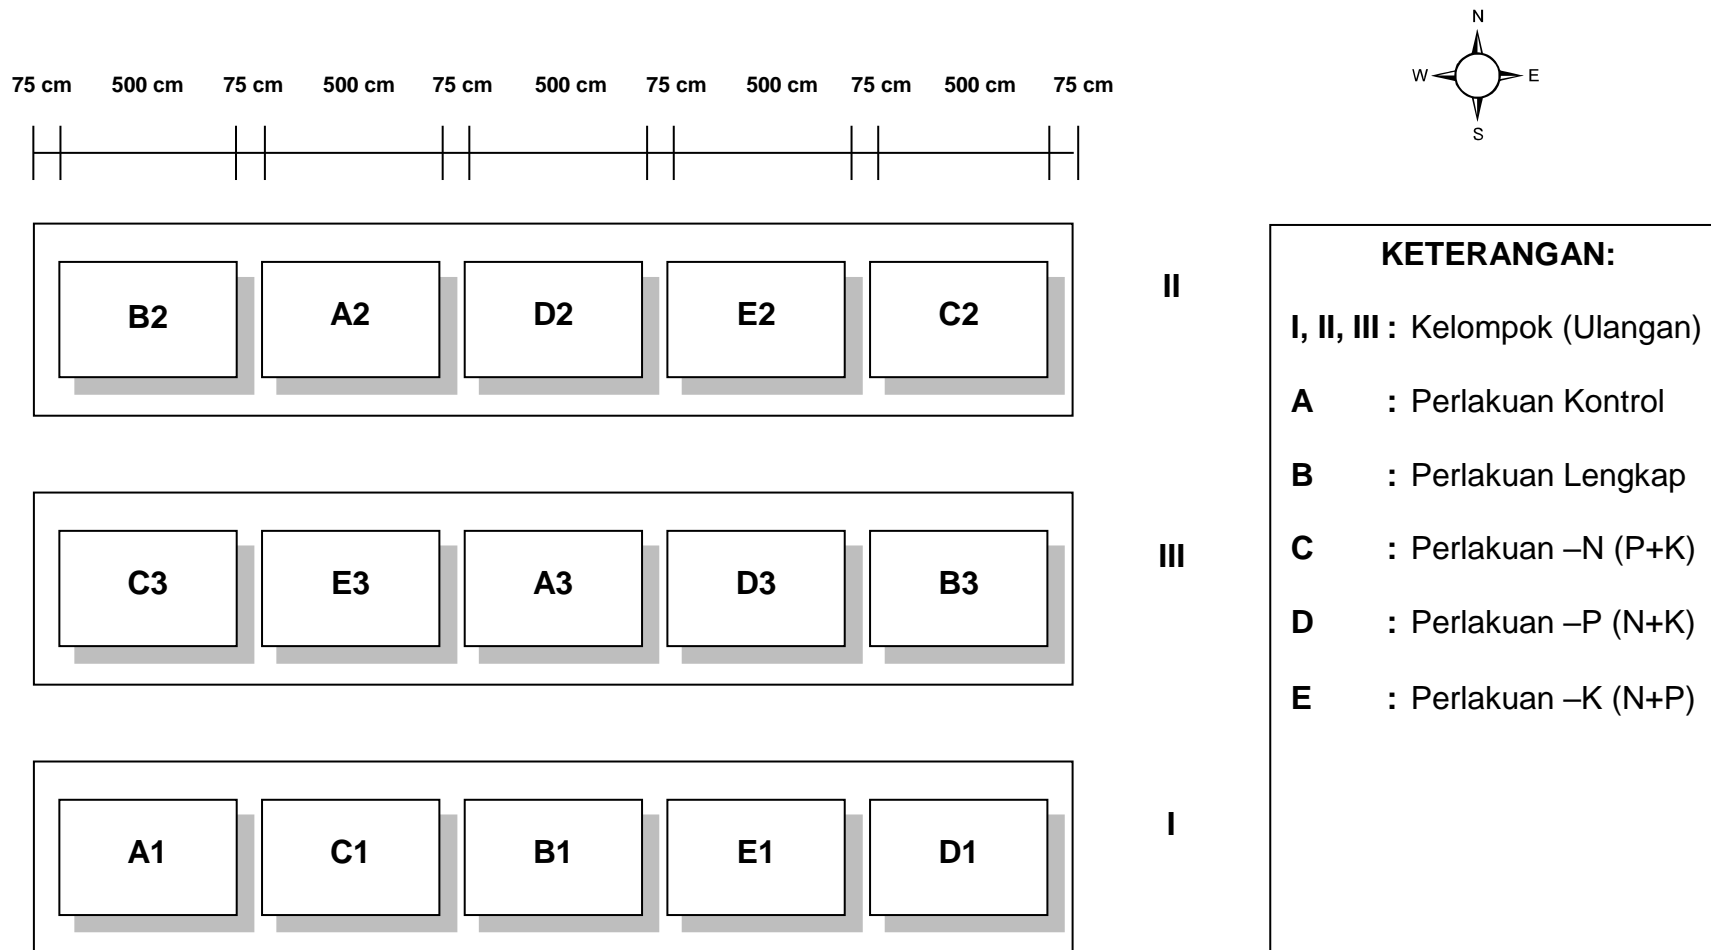 N
W E
S
75 cm 500 cm 75 cm 500 cm 75 cm 500 cm 75 cm 500 cm 75 cm 500 cm 75 cm
B2 A2 D2 E2 C2 II
C3 E3 A3 D3 B3 III
A1 C1 B1 E1 D1 I
KETERANGAN:
I, II, III : Kelompok (Ulangan)
A : Perlakuan Kontrol
B : Perlakuan Lengkap
C : Perlakuan –N (P+K)
D : Perlakuan –P (N+K)
E : Perlakuan –K (N+P)